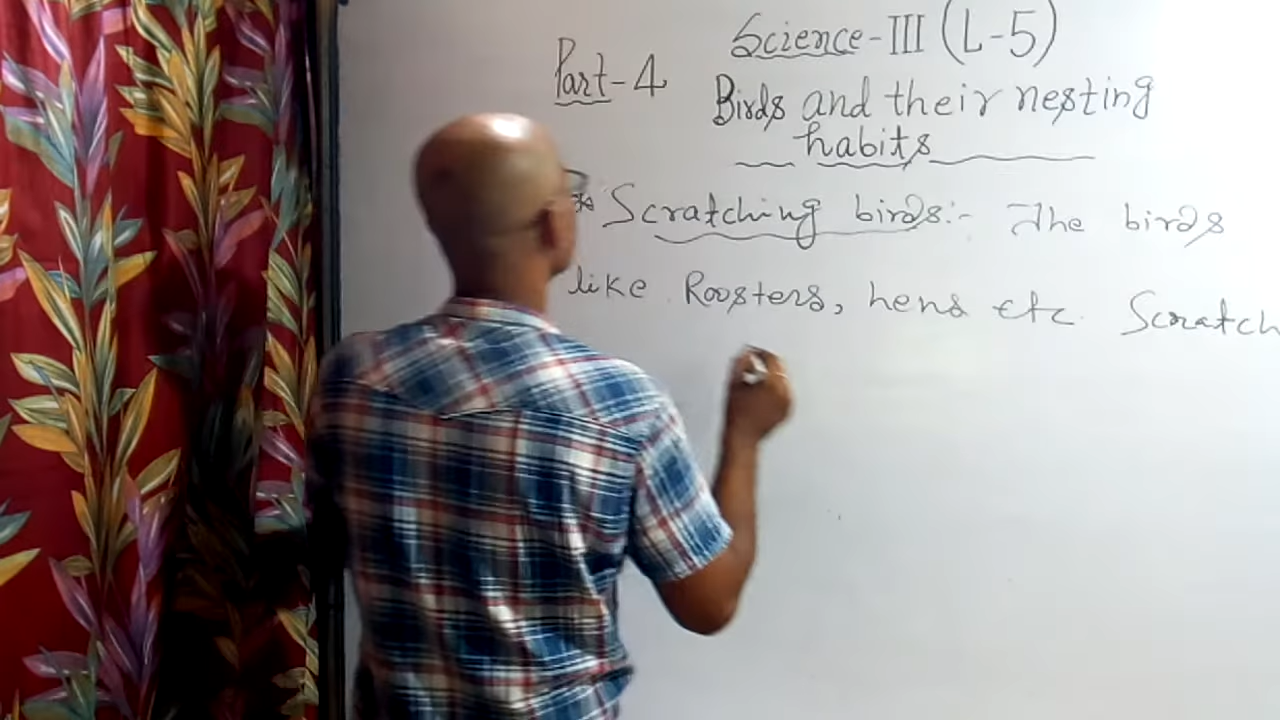 Science-III (L-5)
Part-4
Birds and their nesting
habits
* Scratching birds:- The birds
like Roosters, hens etc. Scratch